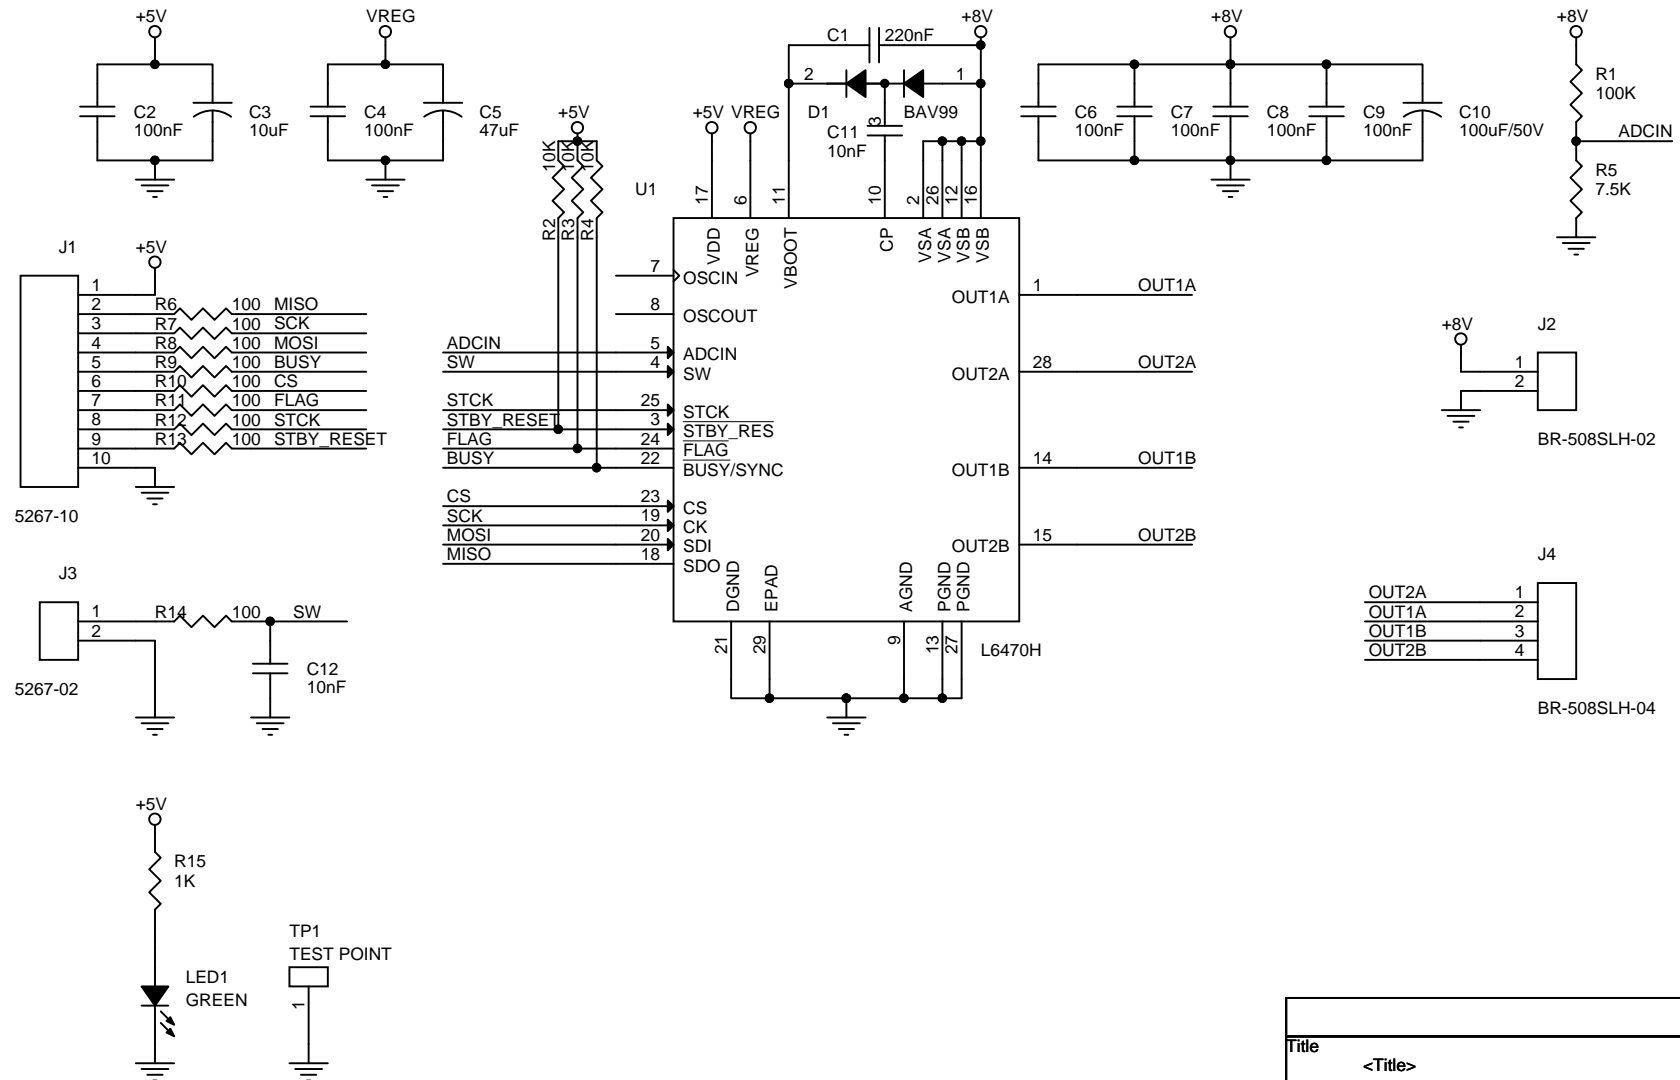 +5V
VREG
+8V
+8V
+8V
C1 220nF
2 1
D1 BAV99
3
C11
10nF
C2
100nF
C3
10uF
C4
100nF
C5
47uF
+5V
+5V VREG
C6
100nF
C7
100nF
C8
100nF
C9
100nF
C10
100uF/50V
R1
100K
ADCIN
R5
7.5K
10K
10K
10K
R2
R3
R4
U1
17
6
11
10
2
26
12
16
VDD
VREG
VBOOT
CP
VSA
VSA
VSB
VSB
J1
+5V
1
2 R6 100 MISO
3 R7 100 SCK
4 R8 100 MOSI
5 R9 100 BUSY
6 R10 100 CS
7 R11 100 FLAG
8 R12 100 STCK
9 R13 100 STBY_RESET
10
5267-10
7 OSCIN
8 OSCOUT
ADCIN 5 ADCIN
SW 4 SW
STCK 25 STCK
STBY_RESET 3 STBY_RES
FLAG 24 FLAG
BUSY 22 BUSY/SYNC
CS 23 CS
SCK 19 CK
MOSI 20 SDI
MISO 18 SDO
OUT1A 1 OUT1A
OUT2A 28 OUT2A
OUT1B 14 OUT1B
OUT2B 15 OUT2B
DGND
EPAD
AGND
PGND
PGND
21
29
9
13
27
L6470H
+8V
J2
1
2
BR-508SLH-02
J3
1 R14 100 SW
2
5267-02
C12
10nF
J4
OUT2A 1
OUT1A 2
OUT1B 3
OUT2B 4
BR-508SLH-04
+5V
R15
1K
LED1
GREEN
TP1
TEST POINT
1
Title
<Title>